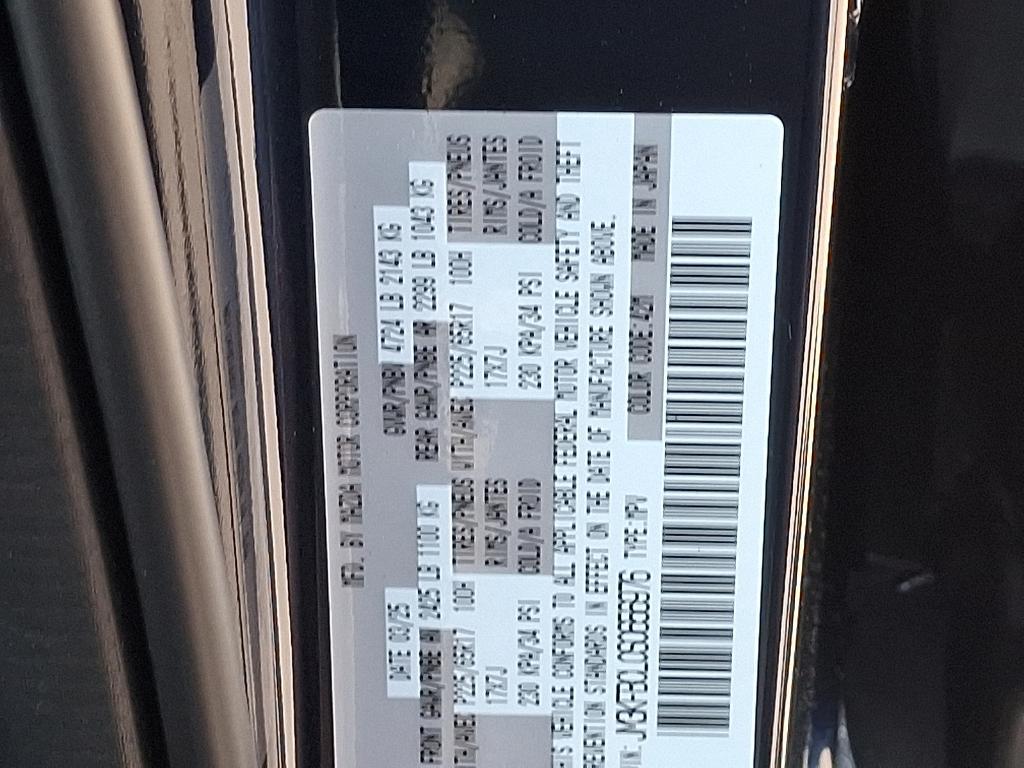 MFD. BY MAZDA MOTOR CORPORATION
DATE 03/25 GVWR/PNBV 4724 LB 2143 KG
FRONT GAWR/PNBE AV 2425 LB 1100 KG REAR GAWR/PNBE AR 2299 LB 1043 KG
P225/65R17 100H TIRES/PNEUS WITH/AVEC P225/65R17 100H TIRES/PNEUS
17X7J RIMS/JANTES 17X7J RIMS/JANTES
230 KPA/34 PSI COLD/A FROID 230 KPA/34 PSI COLD/A FROID
VEHICLE CONFORMS TO ALL APPLICABLE FEDERAL MOTOR VEHICLE SAFETY AND THEFT
STANDARDS IN EFFECT ON THE DATE OF MANUFACTURE SHOWN ABOVE.
TYPE: MPV COLOR CODE: 42M MADE IN JAPAN